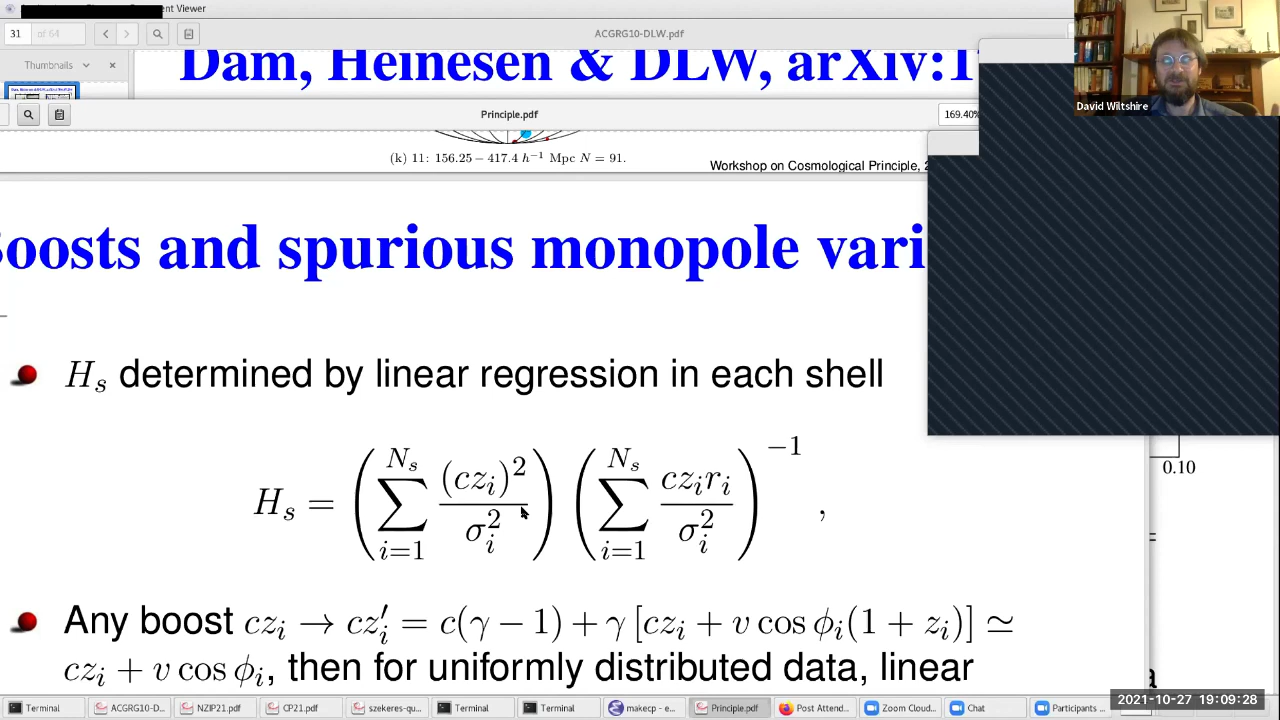 ent Viewer
31 of 64
ACGRG10-DLW.pdf
Thumbnails
Dam, Heinesen & DLW, arXiv:1
David Wiltshire
Principle.pdf
169.40%
(k) 11: 156.25 − 417.4 h⁻¹ Mpc N = 91.
Workshop on Cosmological Principle, 2
oosts and spurious monopole vari
H_s determined by linear regression in each shell
H_s = ( ∑_{i=1}^{N_s} (cz_i)² / σ_i² ) ( ∑_{i=1}^{N_s} cz_i r_i / σ_i² )^{−1} ,
0.10
Any boost cz_i → cz′_i = c(γ − 1) + γ [cz_i + v cos φ_i(1 + z_i)] ≃
cz_i + v cos φ_i, then for uniformly distributed data, linear
a
2021-10-27 19:09:28
Terminal
ACGRG10-D...
NZIP21.pdf
CP21.pdf
szekeres-qu...
Terminal
Terminal
makecp - e...
Principle.pdf
Post Attend...
Zoom Cloud...
Chat
Participants ...